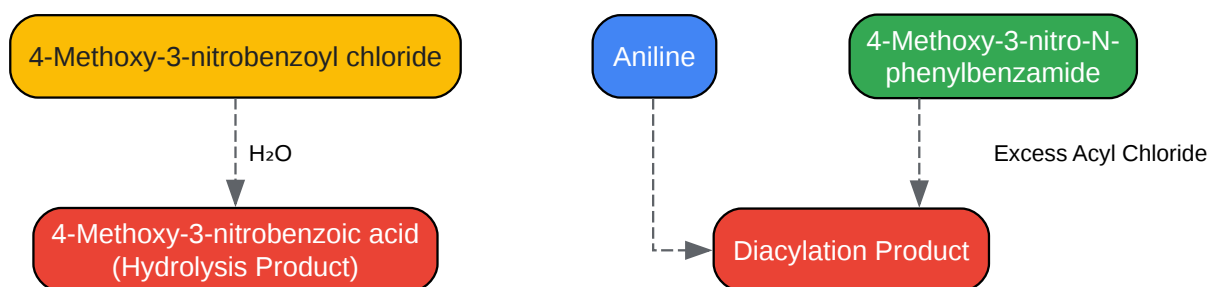 4-Methoxy-3-nitrobenzoyl chloride
Aniline
4-Methoxy-3-nitro-N-
phenylbenzamide
H₂O
Excess Acyl Chloride
4-Methoxy-3-nitrobenzoic acid
(Hydrolysis Product)
Diacylation Product